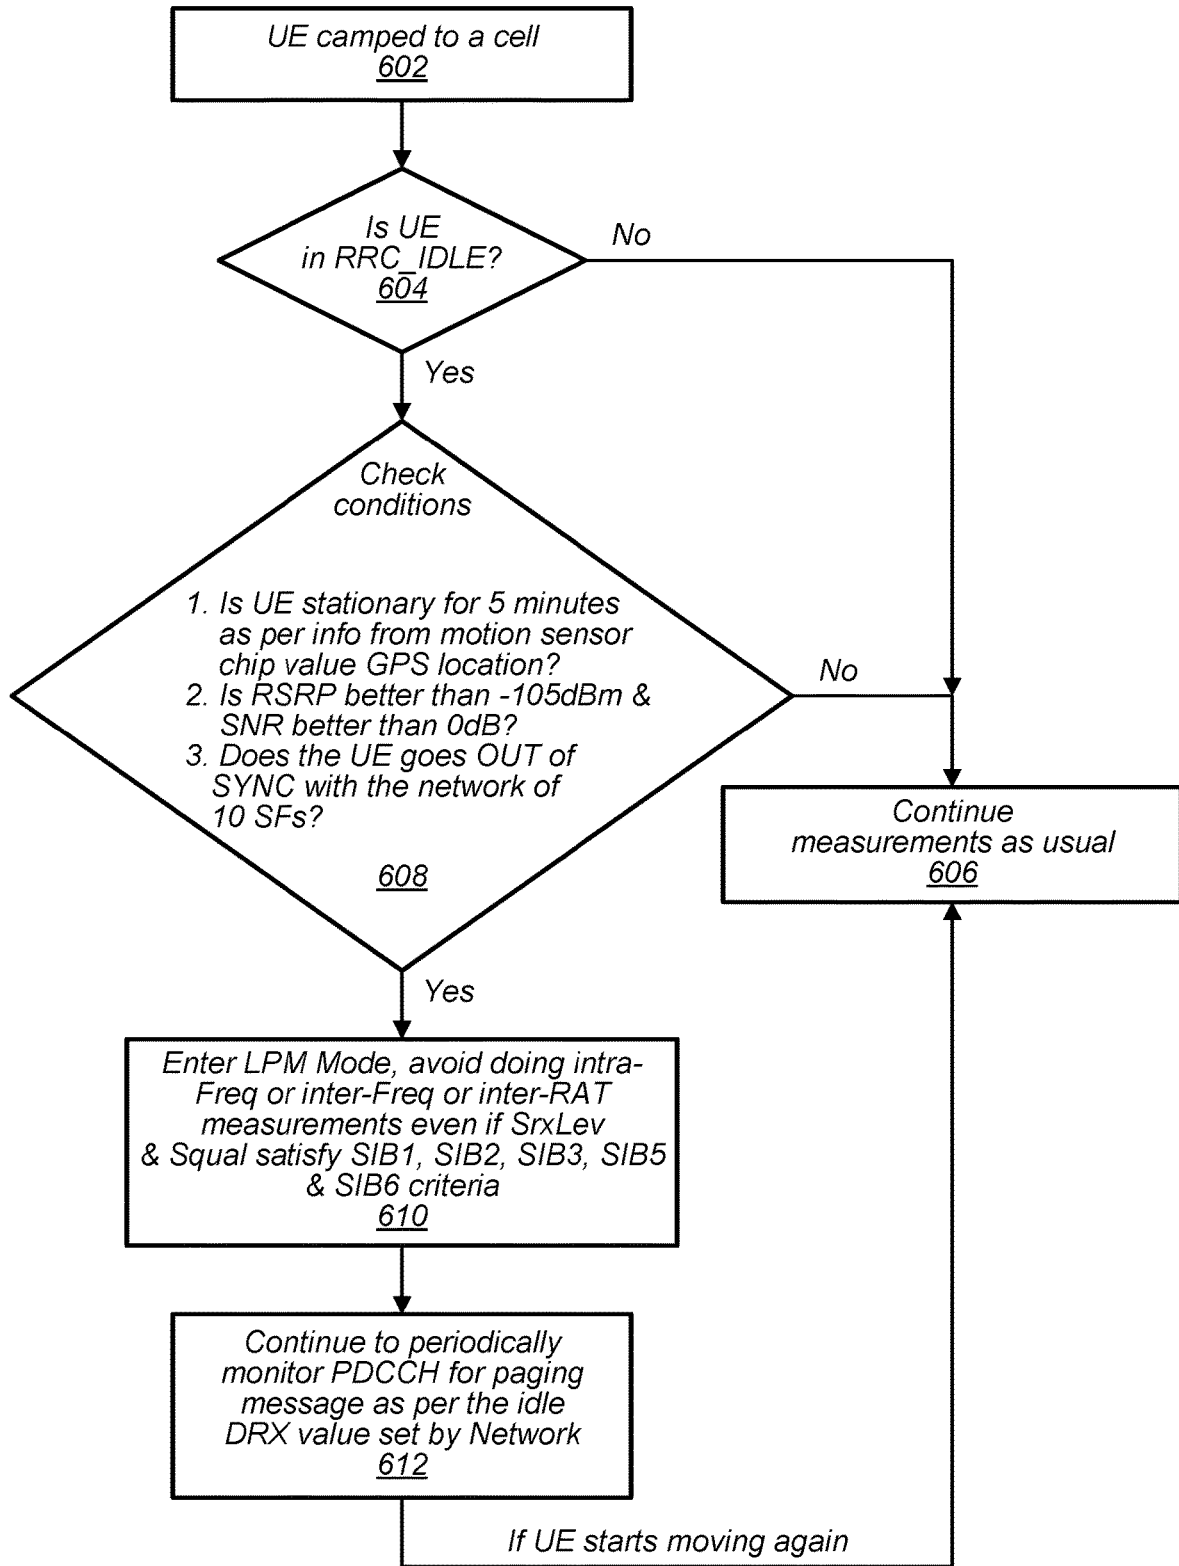 UE camped to a cell
602
Is UE
in RRC_IDLE?
604
No
Yes
Check
conditions
1. Is UE stationary for 5 minutes
as per info from motion sensor
chip value GPS location?
2. Is RSRP better than -105dBm &
SNR better than 0dB?
3. Does the UE goes OUT of
SYNC with the network of
10 SFs?
608
No
Continue
measurements as usual
606
Yes
Enter LPM Mode, avoid doing intra-
Freq or inter-Freq or inter-RAT
measurements even if SrxLev
& Squal satisfy SIB1, SIB2, SIB3, SIB5
& SIB6 criteria
610
Continue to periodically
monitor PDCCH for paging
message as per the idle
DRX value set by Network
612
If UE starts moving again